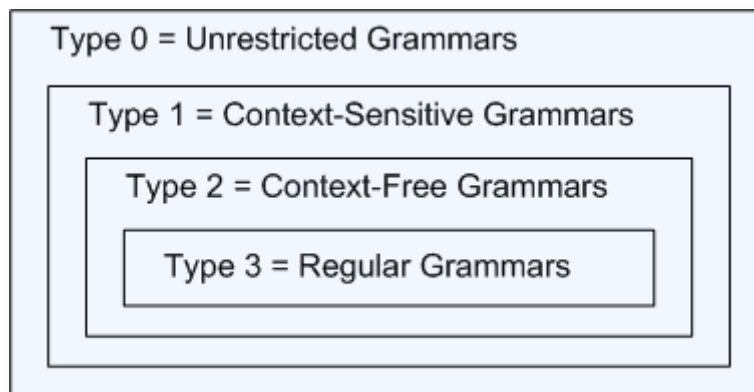 Type 0 = Unrestricted Grammars
Type 1 = Context-Sensitive Grammars
Type 2 = Context-Free Grammars
Type 3 = Regular Grammars